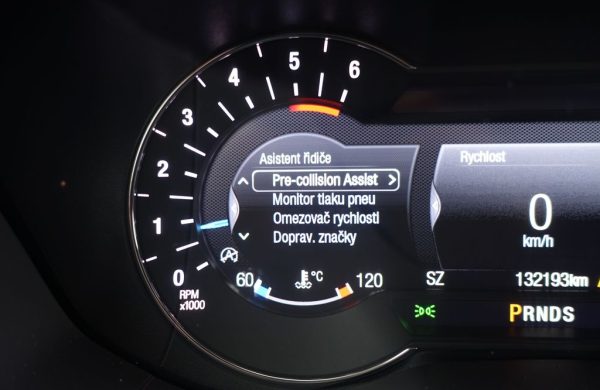 6
5
4
3
2
1
0
RPM
x1000
Asistent řidiče
Pre-collision Assist
Monitor tlaku pneu
Omezovač rychlosti
Doprav. značky
60 °C 120
Rychlost
0
km/h
SZ 132193km
PRNDS